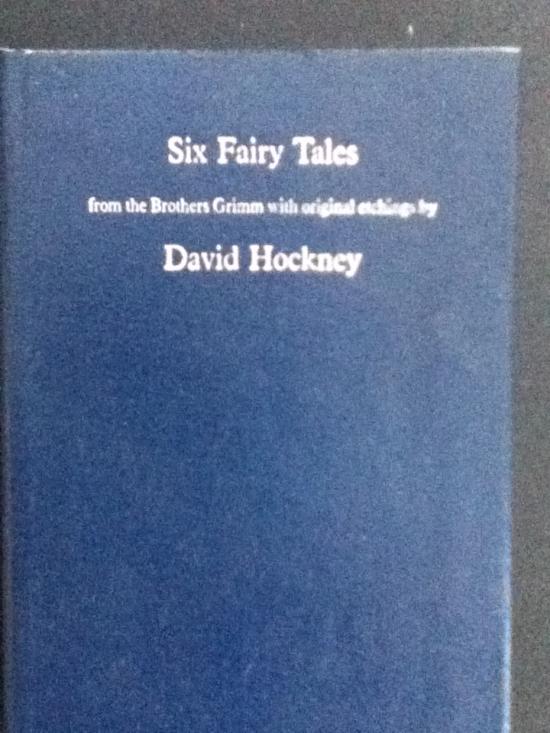 Six Fairy Tales
from the Brothers Grimm with original etchings by
David Hockney